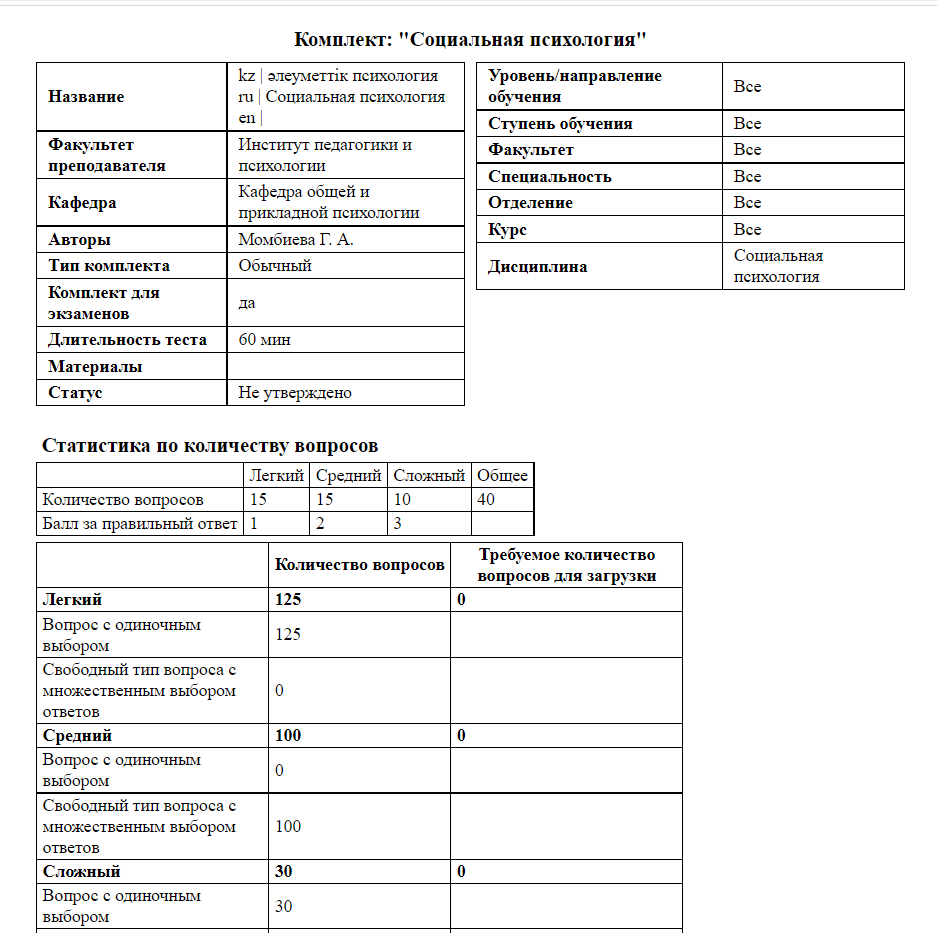 Комплект: "Социальная психология"
Название
kz | әлеуметтік психология
ru | Социальная психология
en |
Факультет
преподавателя
Институт педагогики и
психологии
Кафедра
Кафедра общей и
прикладной психологии
Авторы
Момбиева Г. А.
Тип комплекта
Обычный
Комплект для
экзаменов
да
Длительность теста
60 мин
Материалы
Статус
Не утверждено
Уровень/направление
обучения
Все
Ступень обучения
Все
Факультет
Все
Специальность
Все
Отделение
Все
Курс
Все
Дисциплина
Социальная
психология
Статистика по количеству вопросов
Легкий Средний Сложный Общее
Количество вопросов 15 15 10 40
Балл за правильный ответ 1 2 3
Количество вопросов
Требуемое количество
вопросов для загрузки
Легкий 125 0
Вопрос с одиночным
выбором
125
Свободный тип вопроса с
множественным выбором
ответов
0
Средний 100 0
Вопрос с одиночным
выбором
0
Свободный тип вопроса с
множественным выбором
ответов
100
Сложный 30 0
Вопрос с одиночным
выбором
30